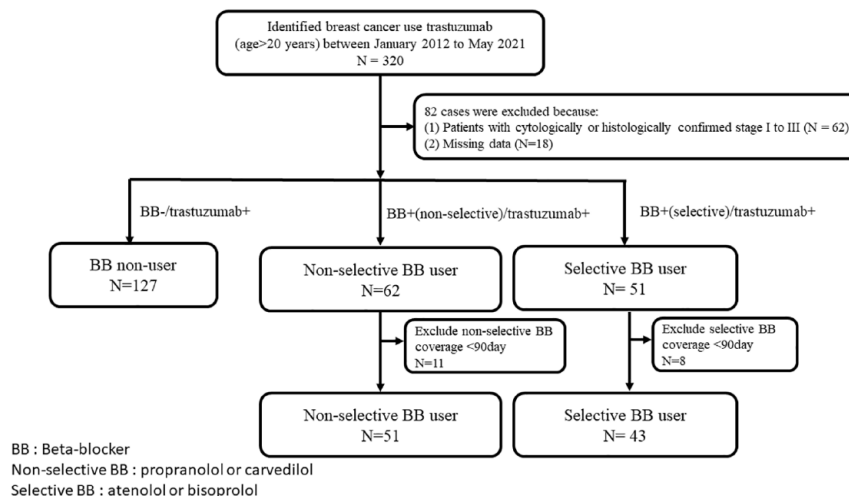 Identified breast cancer use trastuzumab
(age>20 years) between January 2012 to May 2021
N = 320
82 cases were excluded because:
(1) Patients with cytologically or histologically confirmed stage I to III (N = 62)
(2) Missing data (N=18)
BB-/trastuzumab+
BB+(non-selective)/trastuzumab+
BB+(selective)/trastuzumab+
BB non-user
N=127
Non-selective BB user
N=62
Selective BB user
N= 51
Exclude non-selective BB
coverage <90day
N=11
Exclude selective BB
coverage <90day
N=8
Non-selective BB user
N=51
Selective BB user
N= 43
BB : Beta-blocker
Non-selective BB : propranolol or carvedilol
Selective BB : atenolol or bisoprolol